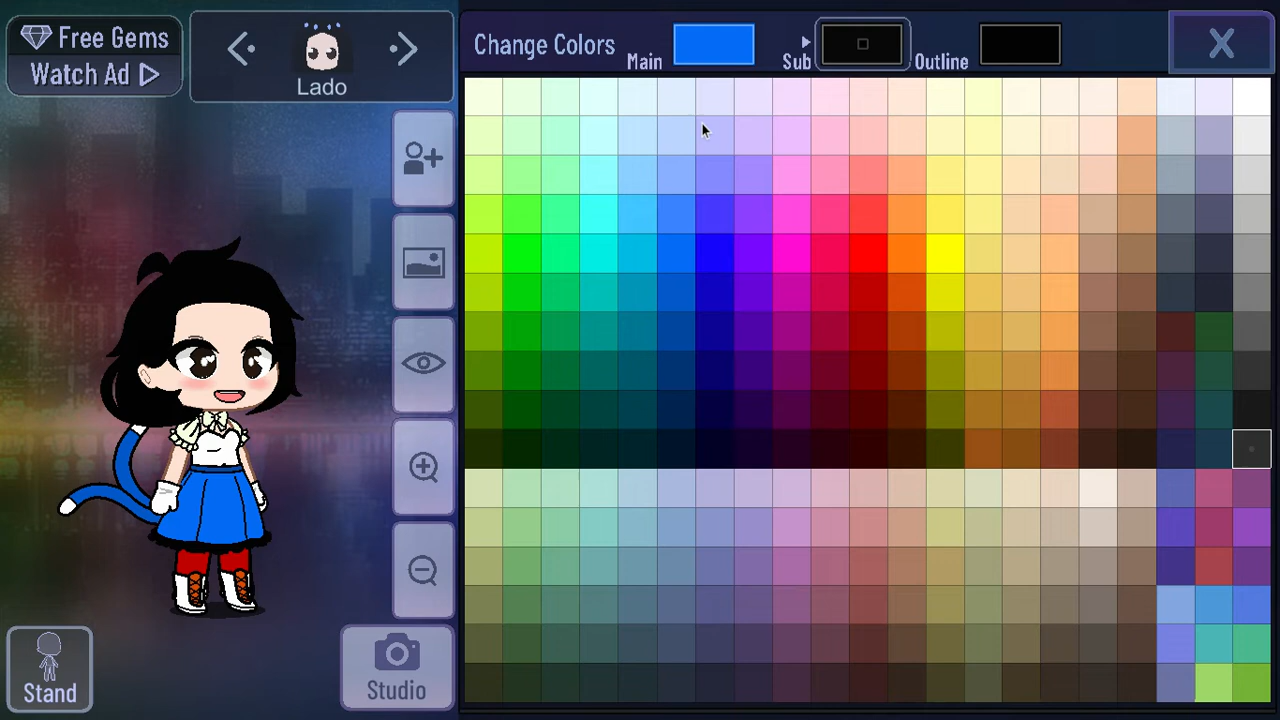 Free Gems
Watch Ad
Lado
Change Colors
Main
Sub
Outline
X
Stand
Studio